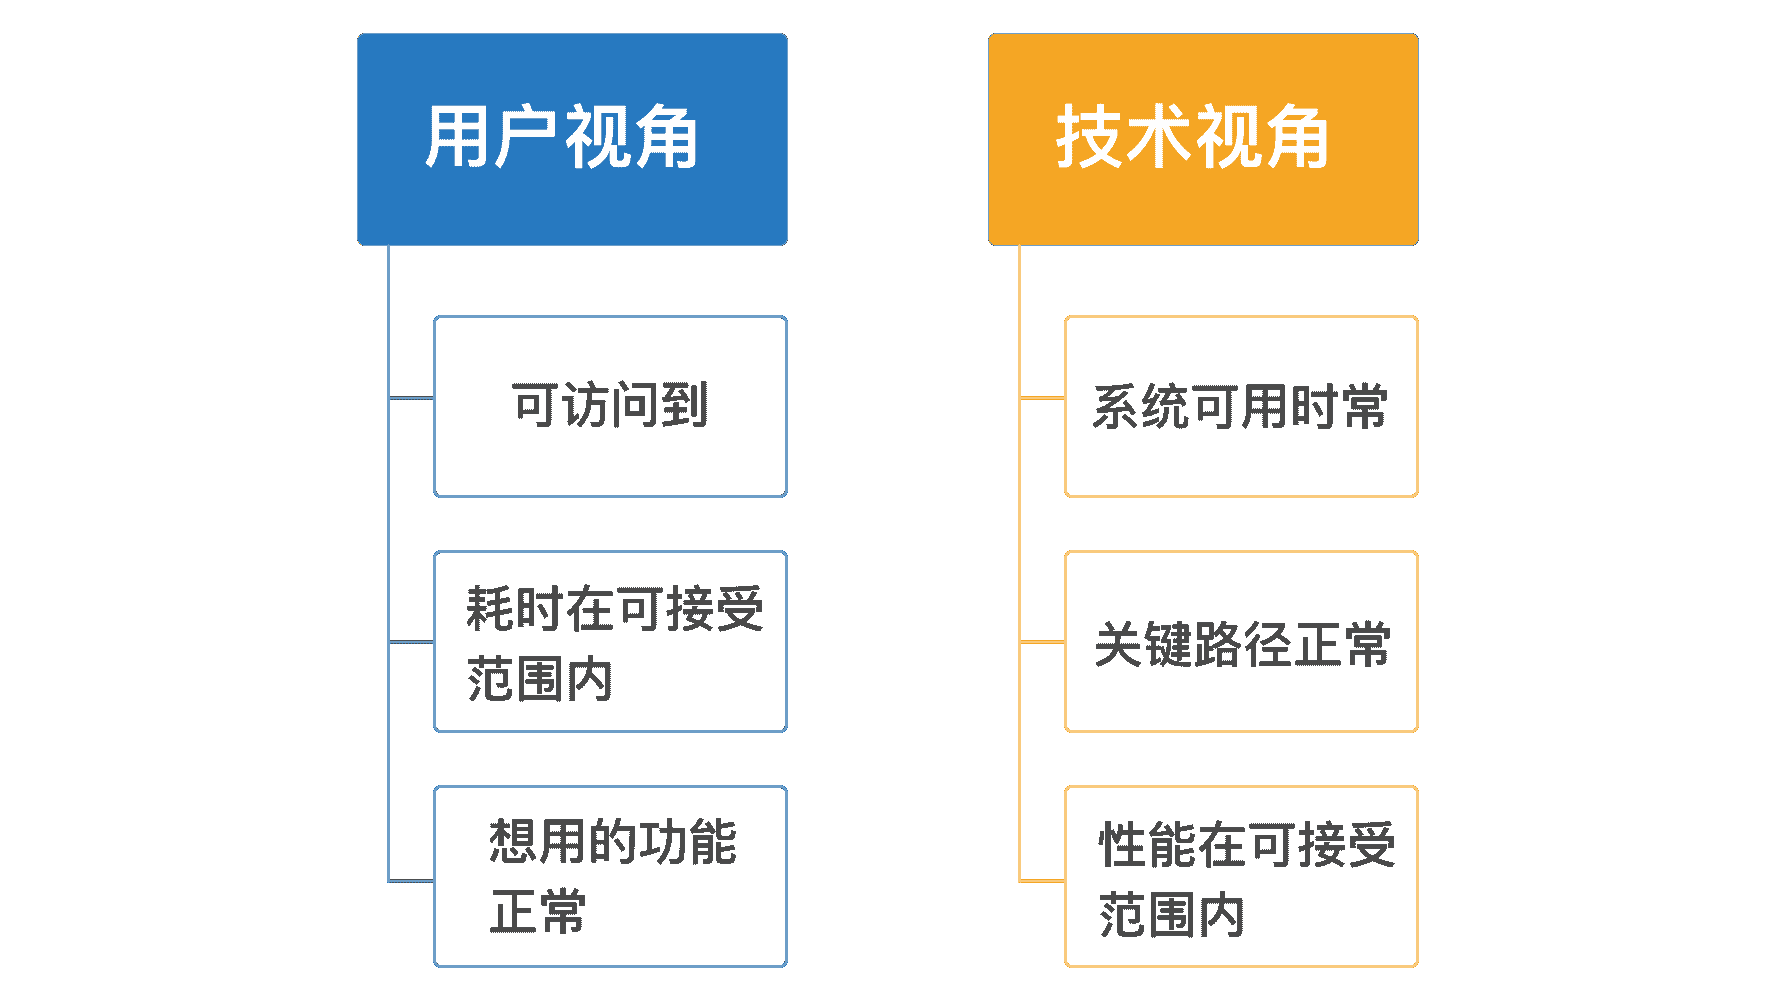 用户视角
可访问到
耗时在可接受
范围内
想用的功能
正常
技术视角
系统可用时常
关键路径正常
性能在可接受
范围内